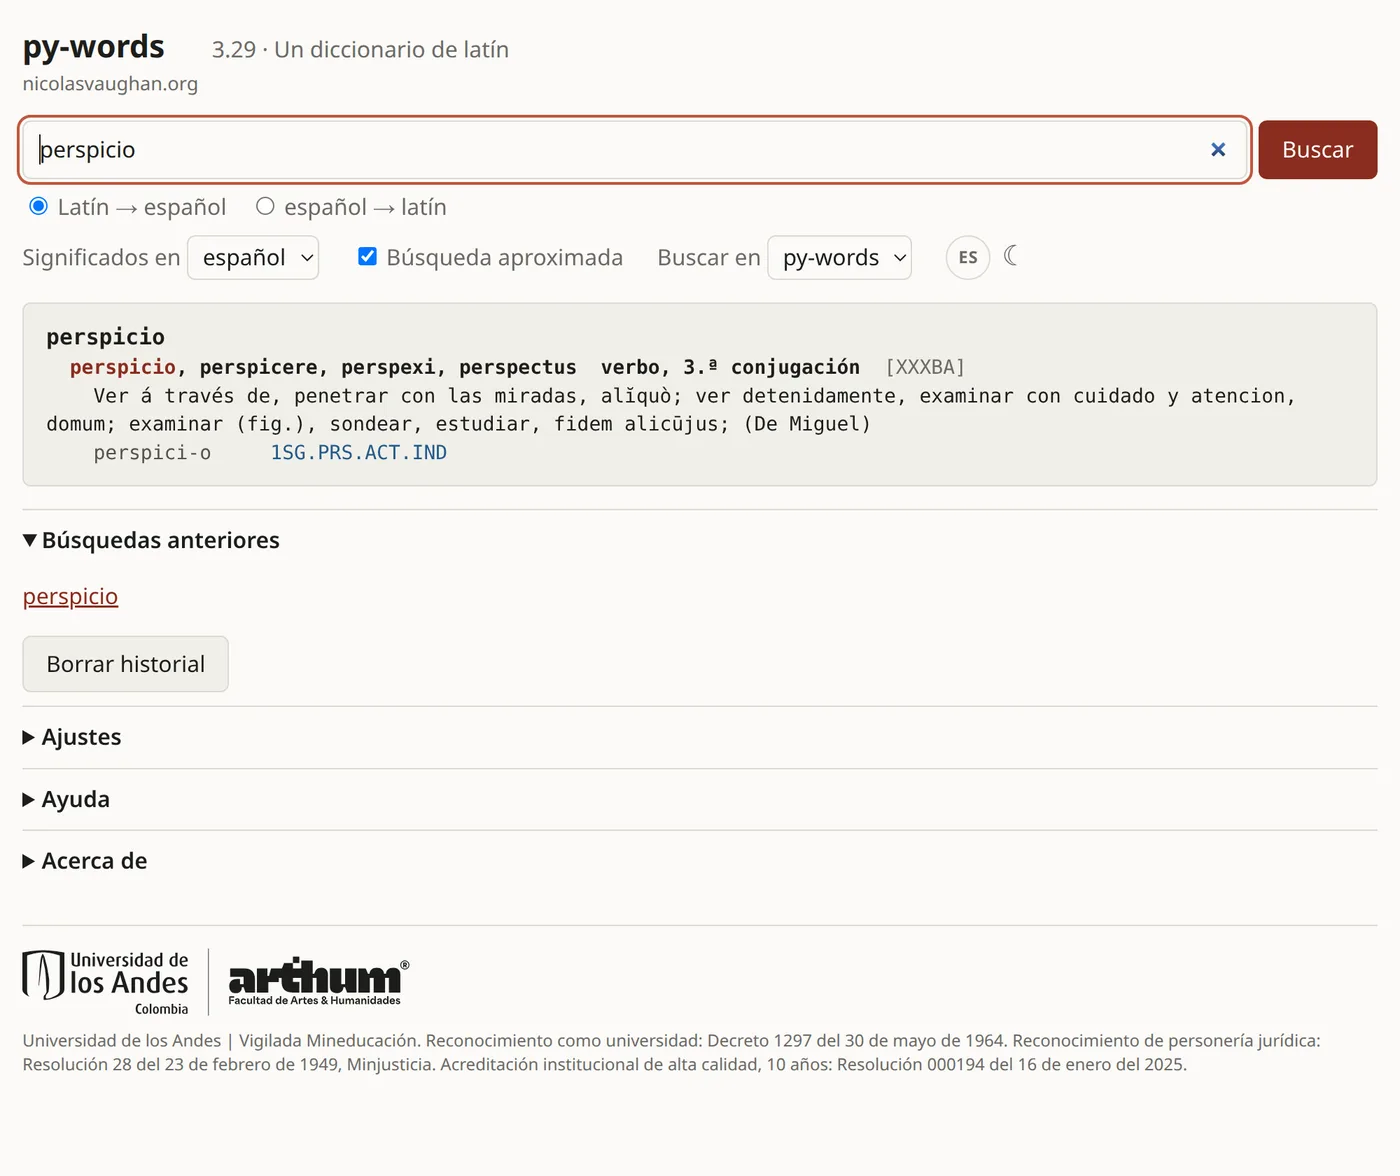 py-words 3.29 · Un diccionario de latín
nicolasvaughan.org
perspicio × Buscar
Latín → español español → latín
Significados en español Búsqueda aproximada Buscar en py-words ES
perspicio
perspicio, perspicere, perspexi, perspectus verbo, 3.ª conjugación [XXXBA]
Ver á través de, penetrar con las miradas, alĭquò; ver detenidamente, examinar con cuidado y atencion,
domum; examinar (fig.), sondear, estudiar, fidem alicūjus; (De Miguel)
perspici-o 1SG.PRS.ACT.IND
▼ Búsquedas anteriores
perspicio
Borrar historial
▶ Ajustes
▶ Ayuda
▶ Acerca de
Universidad de
los Andes
Colombia
arthum®
Facultad de Artes & Humanidades
Universidad de los Andes | Vigilada Mineducación. Reconocimiento como universidad: Decreto 1297 del 30 de mayo de 1964. Reconocimiento de personería jurídica:
Resolución 28 del 23 de febrero de 1949, Minjusticia. Acreditación institucional de alta calidad, 10 años: Resolución 000194 del 16 de enero del 2025.